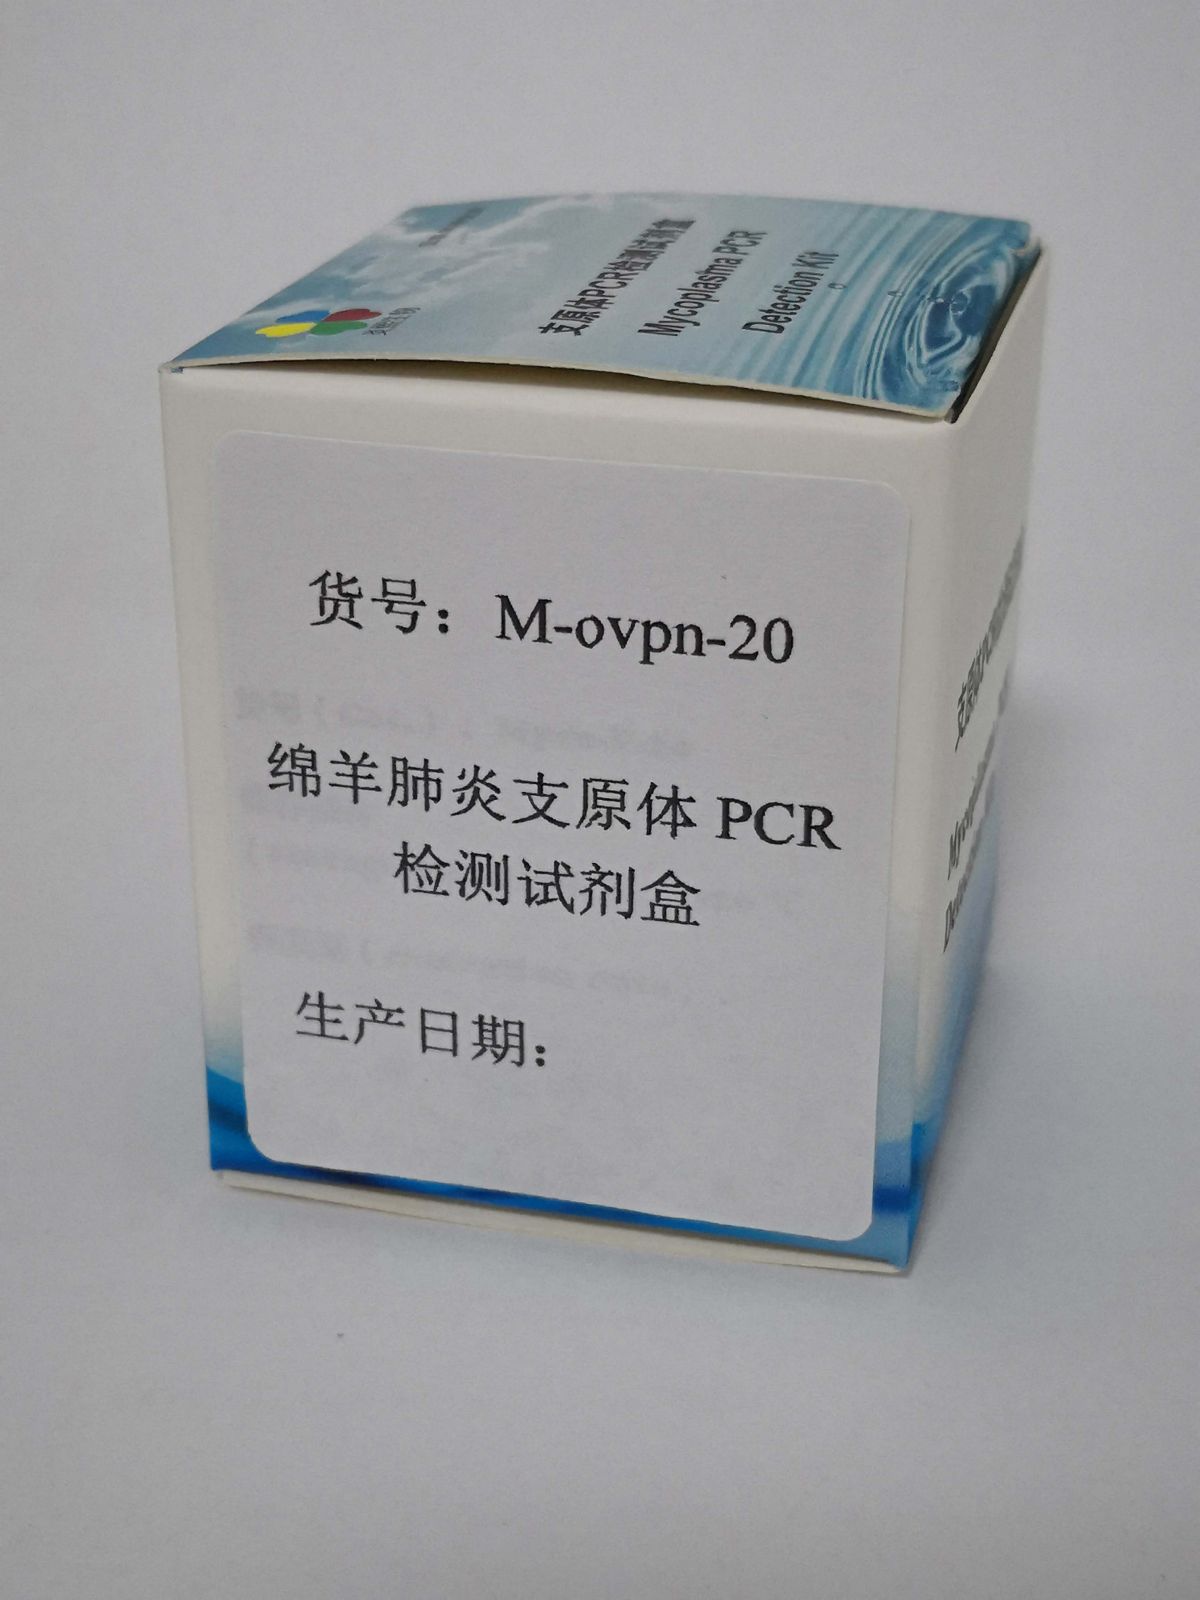 支原体PCR检测试剂盒
Mycoplasma PCR
Detection Kit
货号：M-ovpn-20
绵羊肺炎支原体 PCR
检测试剂盒
生产日期：